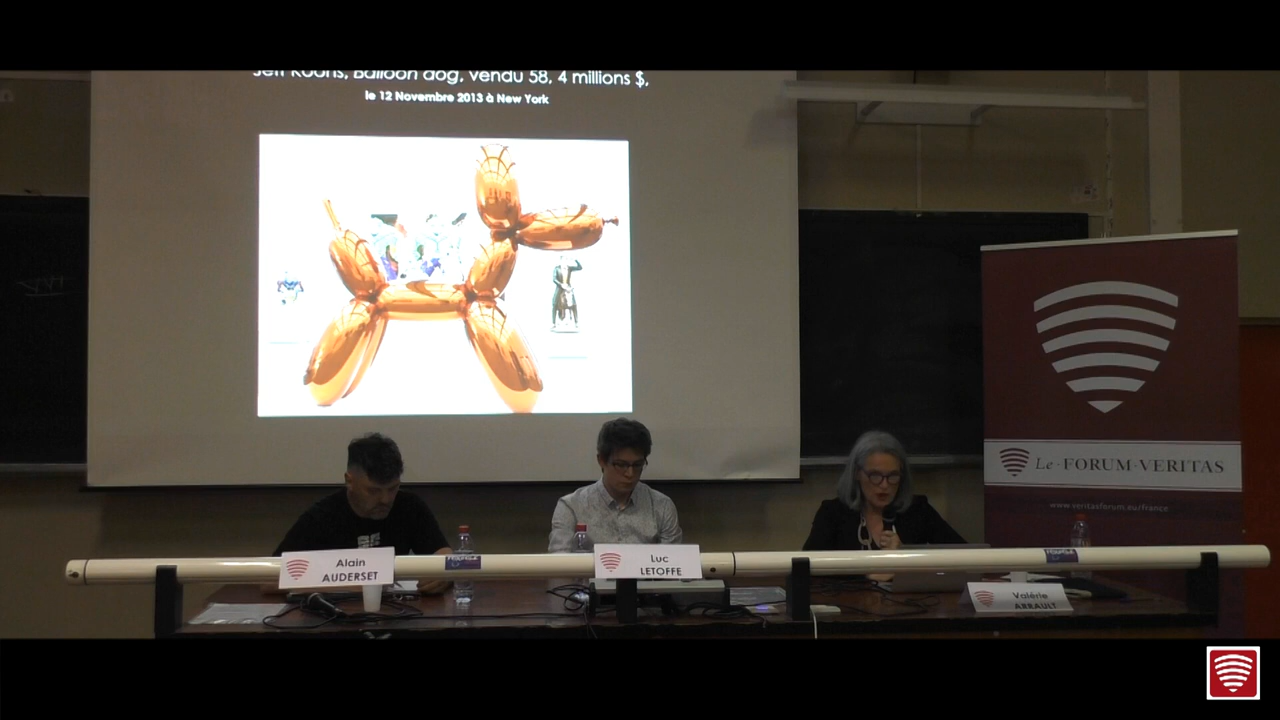 Jeff Koons, Balloon dog, vendu 58, 4 millions $,
le 12 Novembre 2013 à New York
Le · FORUM · VERITAS
www.veritasforum.eu/france
Alain
AUDERSET
Luc
LETOFFE
Valérie
ARRAULT